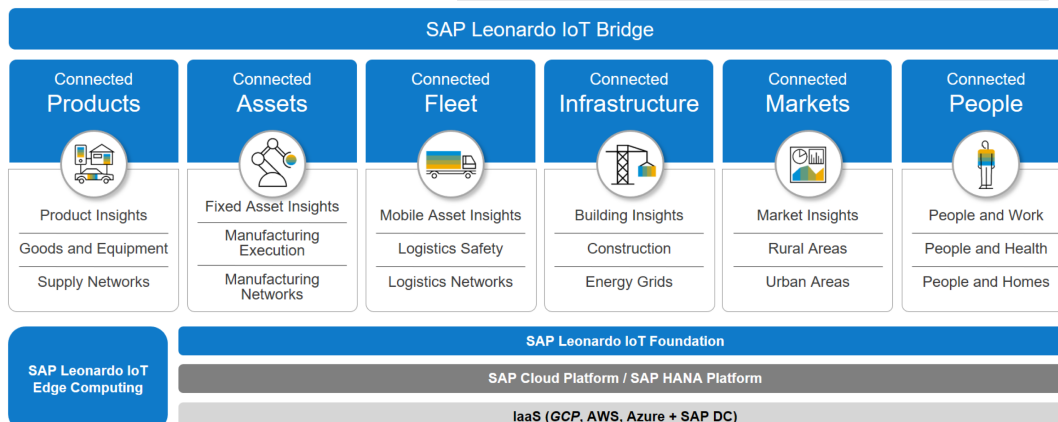 SAP Leonardo IoT Bridge
Connected
Products
Product Insights
Goods and Equipment
Supply Networks
Connected
Assets
Fixed Asset Insights
Manufacturing
Execution
Manufacturing
Networks
Connected
Fleet
Mobile Asset Insights
Logistics Safety
Logistics Networks
Connected
Infrastructure
Building Insights
Construction
Energy Grids
Connected
Markets
Market Insights
Rural Areas
Urban Areas
Connected
People
People and Work
People and Health
People and Homes
SAP Leonardo IoT
Edge Computing
SAP Leonardo IoT Foundation
SAP Cloud Platform / SAP HANA Platform
IaaS (GCP, AWS, Azure + SAP DC)